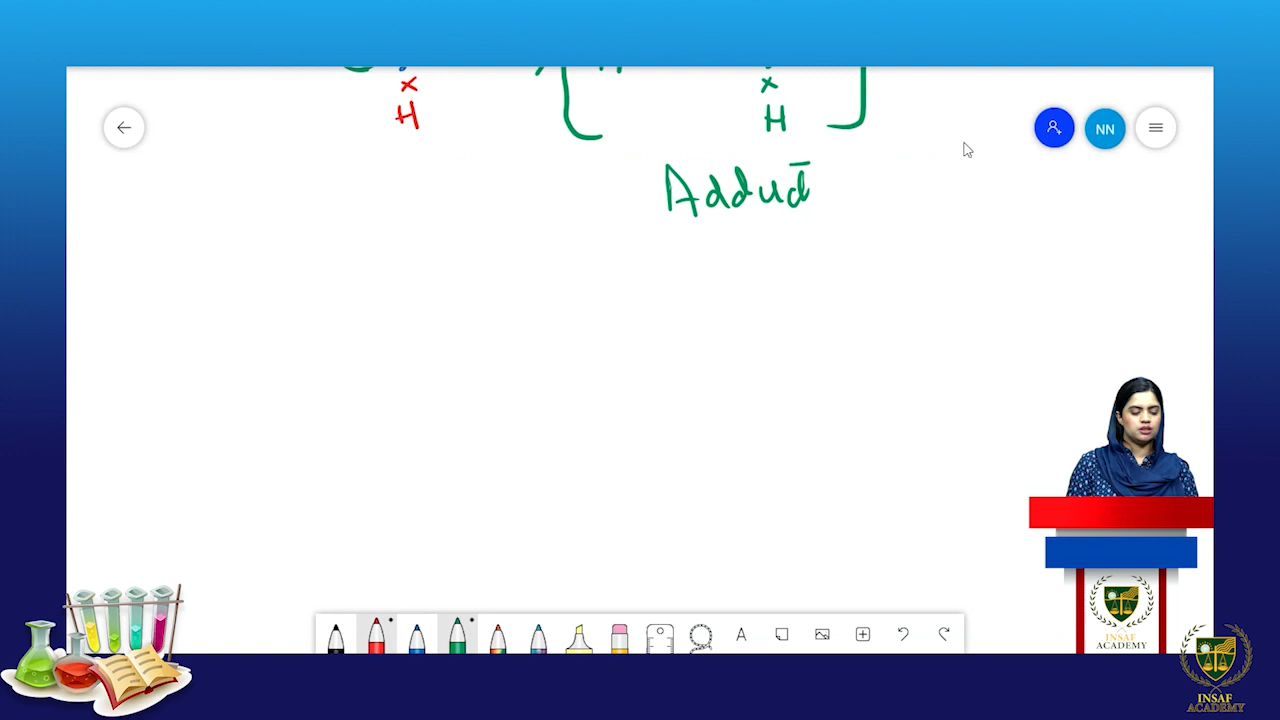 x x
H H
Adduct
NN
A
INSAF
ACADEMY
INSAF
ACADEMY